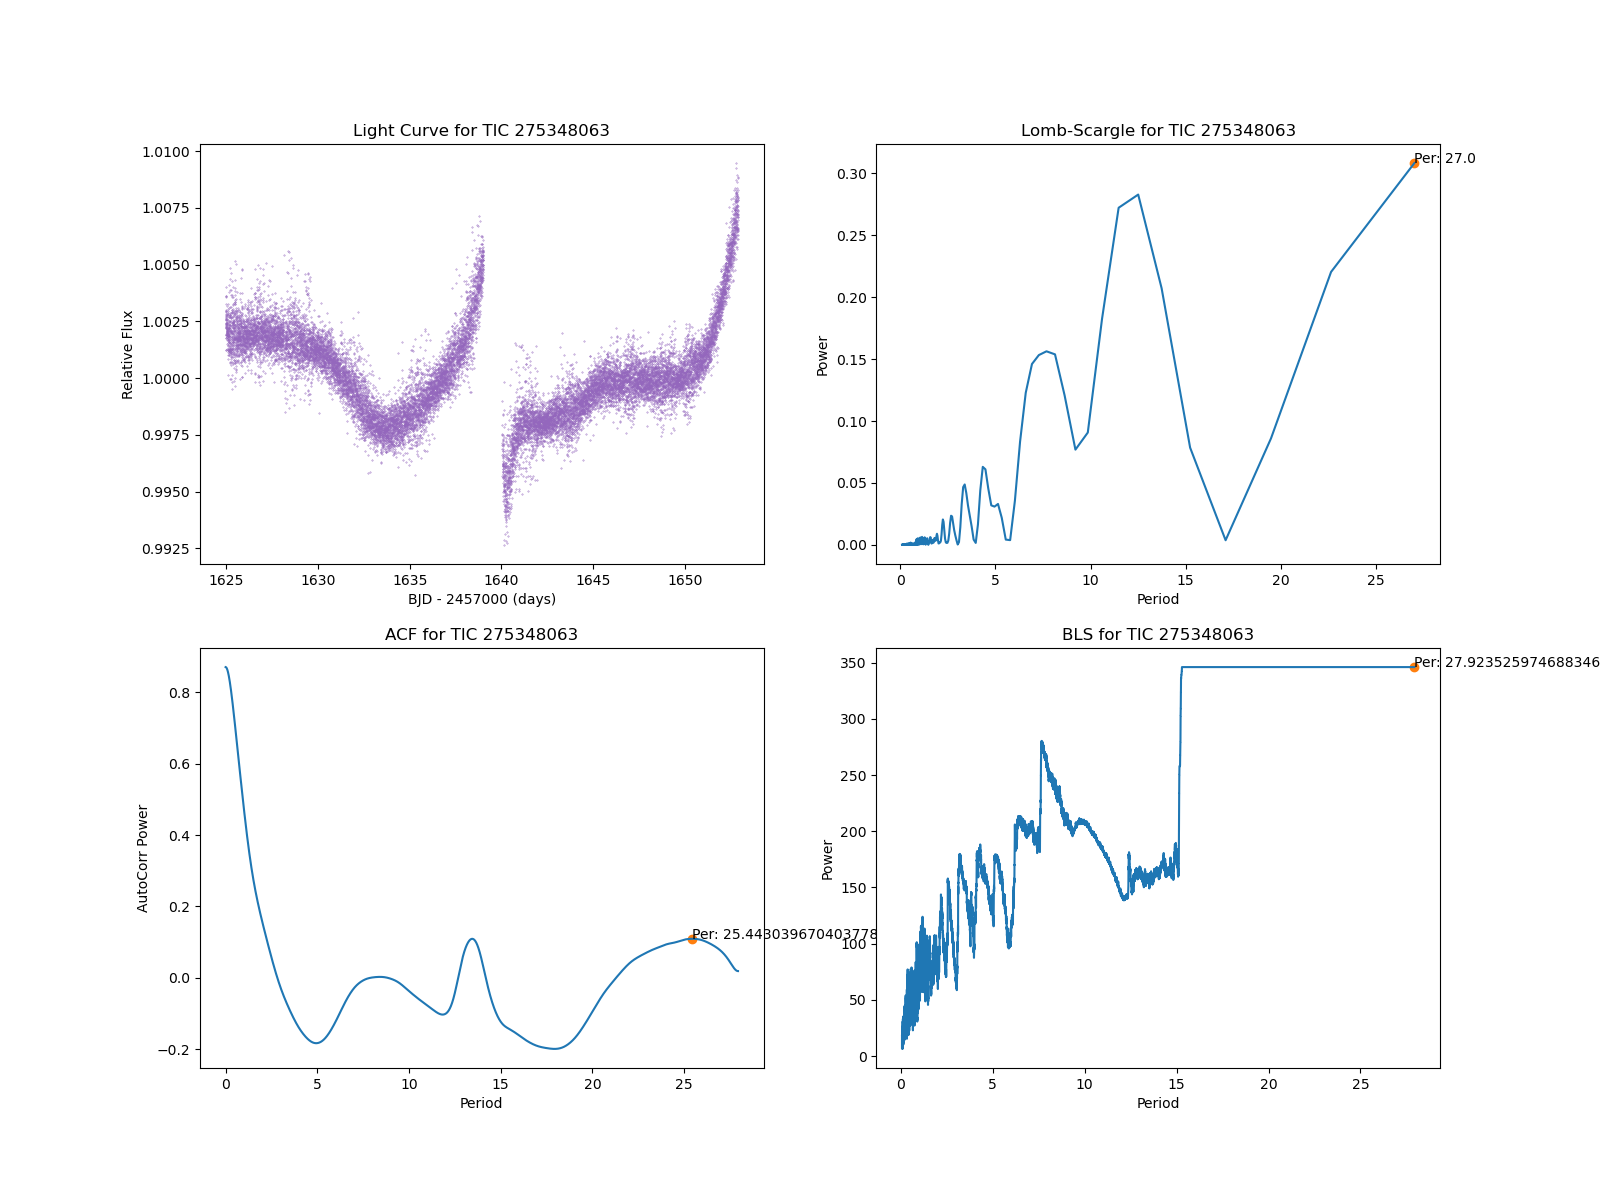 Light Curve for TIC 275348063
1.0100
1.0075
1.0050
1.0025
1.0000
0.9975
0.9950
0.9925
Relative Flux
1625 1630 1635 1640 1645 1650
BJD - 2457000 (days)
Lomb-Scargle for TIC 275348063
Per: 27.0
0.30
0.25
0.20
0.15
0.10
0.05
0.00
Power
0 5 10 15 20 25
Period
ACF for TIC 275348063
0.8
0.6
0.4
0.2
0.0
−0.2
AutoCorr Power
Per: 25.443039670403778
0 5 10 15 20 25
Period
BLS for TIC 275348063
Per: 27.923525974688346
350
300
250
200
150
100
50
0
Power
0 5 10 15 20 25
Period